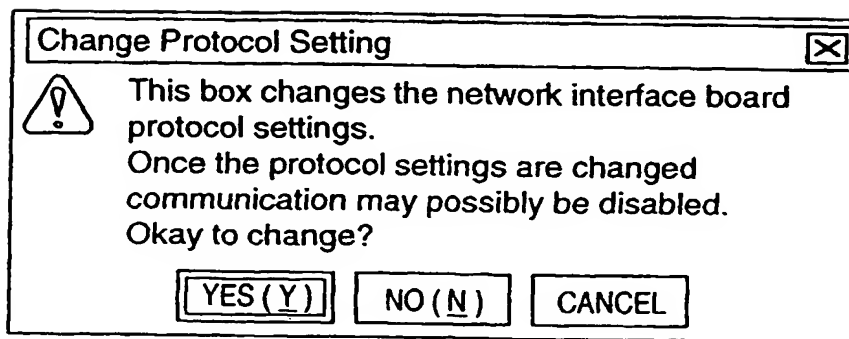 Change Protocol Setting
This box changes the network interface board
protocol settings.
Once the protocol settings are changed
communication may possibly be disabled.
Okay to change?
YES ( Y ) NO ( N ) CANCEL